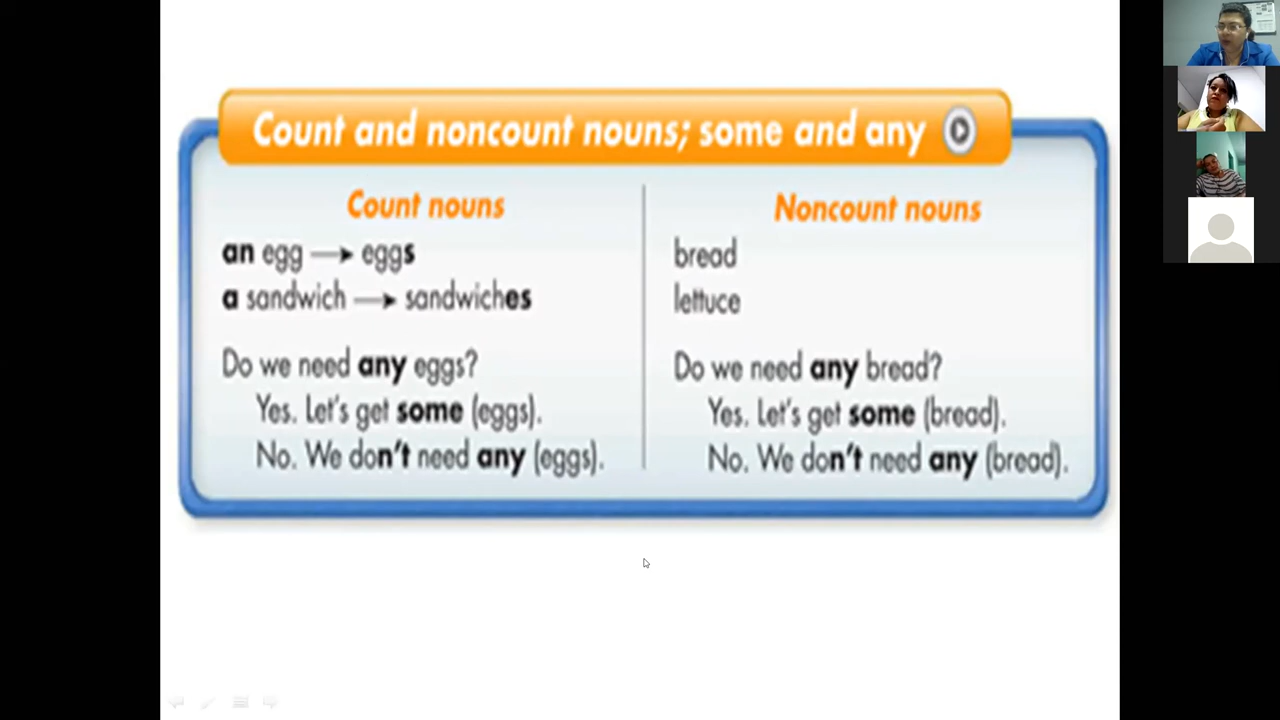 Count and noncount nouns; some and any
Count nouns
an egg → eggs
a sandwich → sandwiches
Do we need any eggs?
Yes. Let's get some (eggs).
No. We don't need any (eggs).
Noncount nouns
bread
lettuce
Do we need any bread?
Yes. Let's get some (bread).
No. We don't need any (bread).